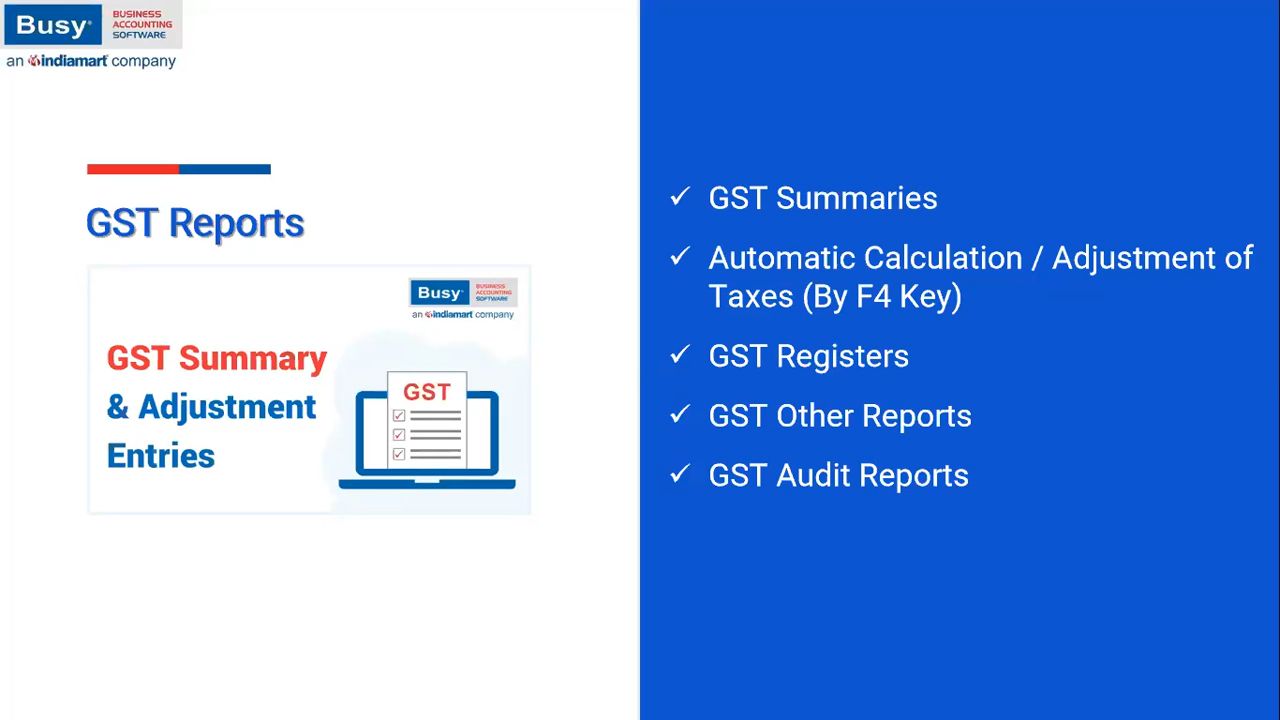 Busy
BUSINESS
ACCOUNTING
SOFTWARE
an indiamart company
GST Reports
Busy
BUSINESS
ACCOUNTING
SOFTWARE
an indiamart company
GST Summary
& Adjustment
Entries
GST
✓ GST Summaries
✓ Automatic Calculation / Adjustment of
Taxes (By F4 Key)
✓ GST Registers
✓ GST Other Reports
✓ GST Audit Reports